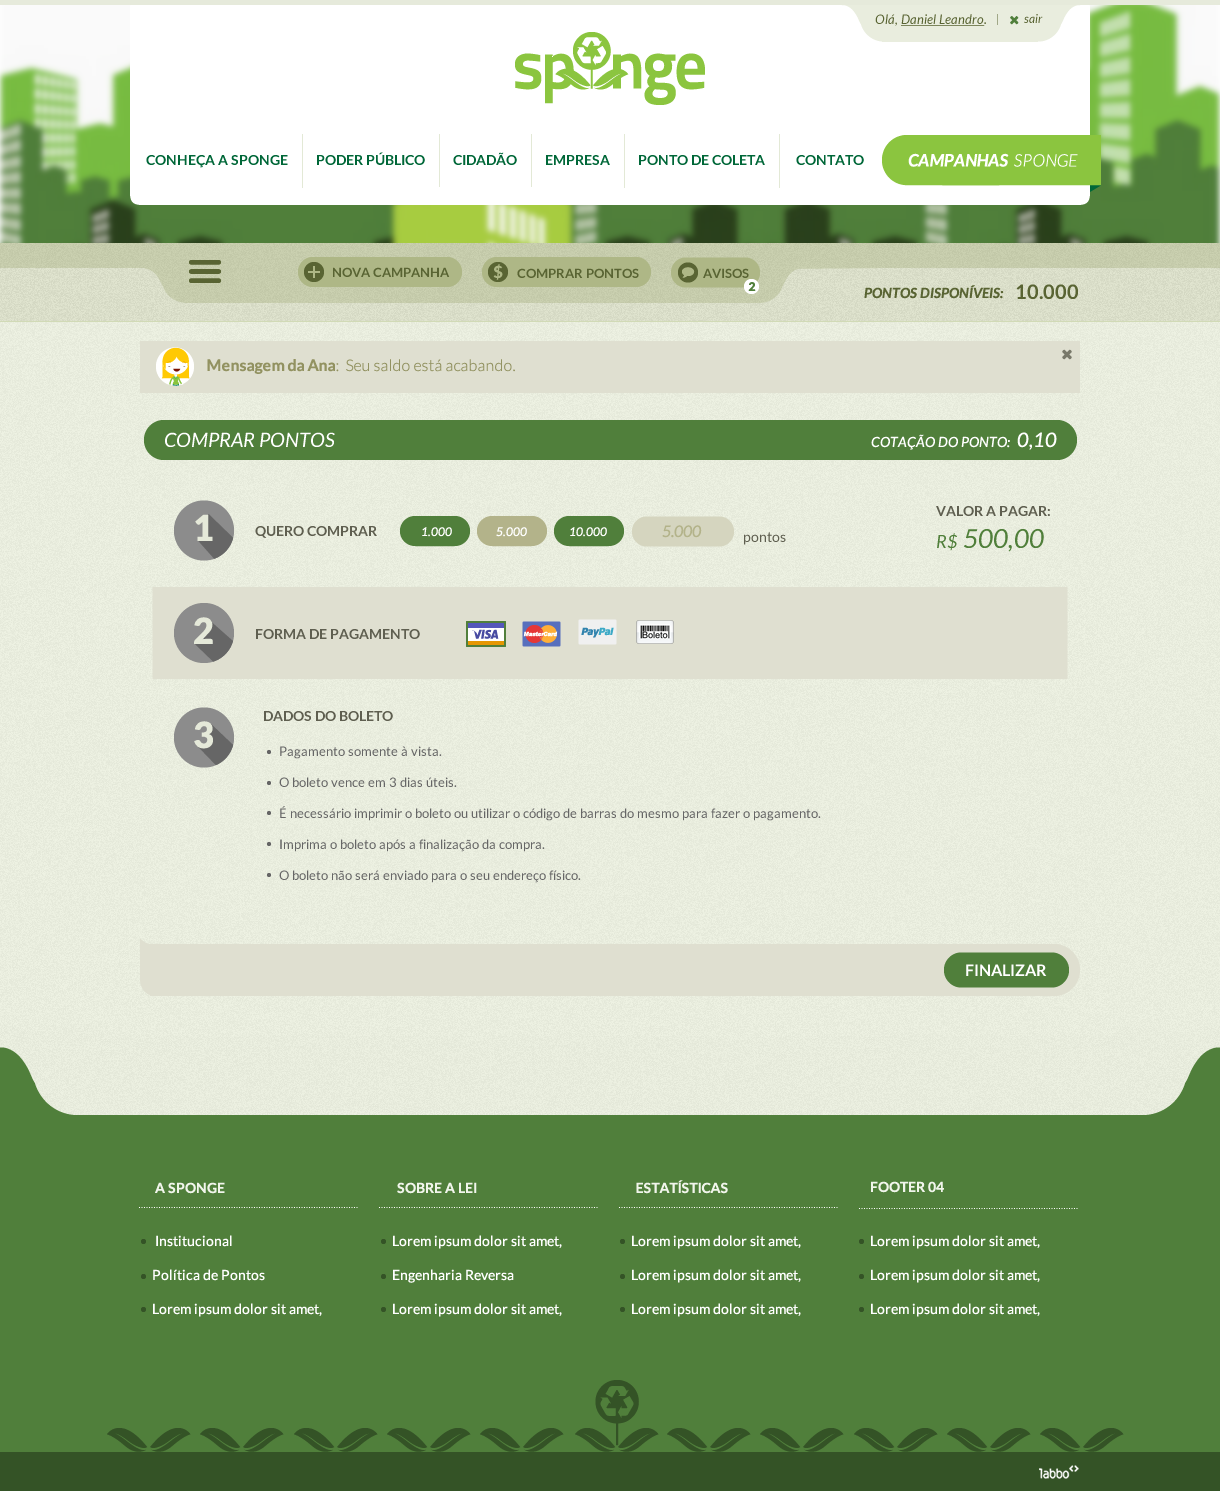 Olá, Daniel Leandro. | sair
sponge
CONHEÇA A SPONGE
PODER PÚBLICO
CIDADÃO
EMPRESA
PONTO DE COLETA
CONTATO
CAMPANHAS SPONGE
NOVA CAMPANHA
$ COMPRAR PONTOS
AVISOS
2
PONTOS DISPONÍVEIS: 10.000
Mensagem da Ana: Seu saldo está acabando.
COMPRAR PONTOS
COTAÇÃO DO PONTO: 0,10
1
QUERO COMPRAR
1.000
5.000
10.000
5.000
pontos
VALOR A PAGAR:
R$ 500,00
2
FORMA DE PAGAMENTO
VISA
MasterCard
PayPal
Boleto!
3
DADOS DO BOLETO
• Pagamento somente à vista.
• O boleto vence em 3 dias úteis.
• É necessário imprimir o boleto ou utilizar o código de barras do mesmo para fazer o pagamento.
• Imprima o boleto após a finalização da compra.
• O boleto não será enviado para o seu endereço físico.
FINALIZAR
A SPONGE
• Institucional
• Política de Pontos
• Lorem ipsum dolor sit amet,
SOBRE A LEI
• Lorem ipsum dolor sit amet,
• Engenharia Reversa
• Lorem ipsum dolor sit amet,
ESTATÍSTICAS
• Lorem ipsum dolor sit amet,
• Lorem ipsum dolor sit amet,
• Lorem ipsum dolor sit amet,
FOOTER 04
• Lorem ipsum dolor sit amet,
• Lorem ipsum dolor sit amet,
• Lorem ipsum dolor sit amet,
labbo<>